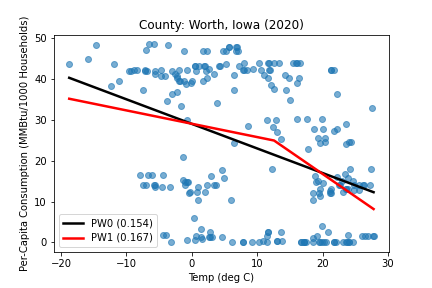 County: Worth, Iowa (2020)
Per-Capita Consumption (MMBtu/1000 Households)
50
40
30
20
10
0
PW0 (0.154)
PW1 (0.167)
−20
−10
0
10
20
30
Temp (deg C)